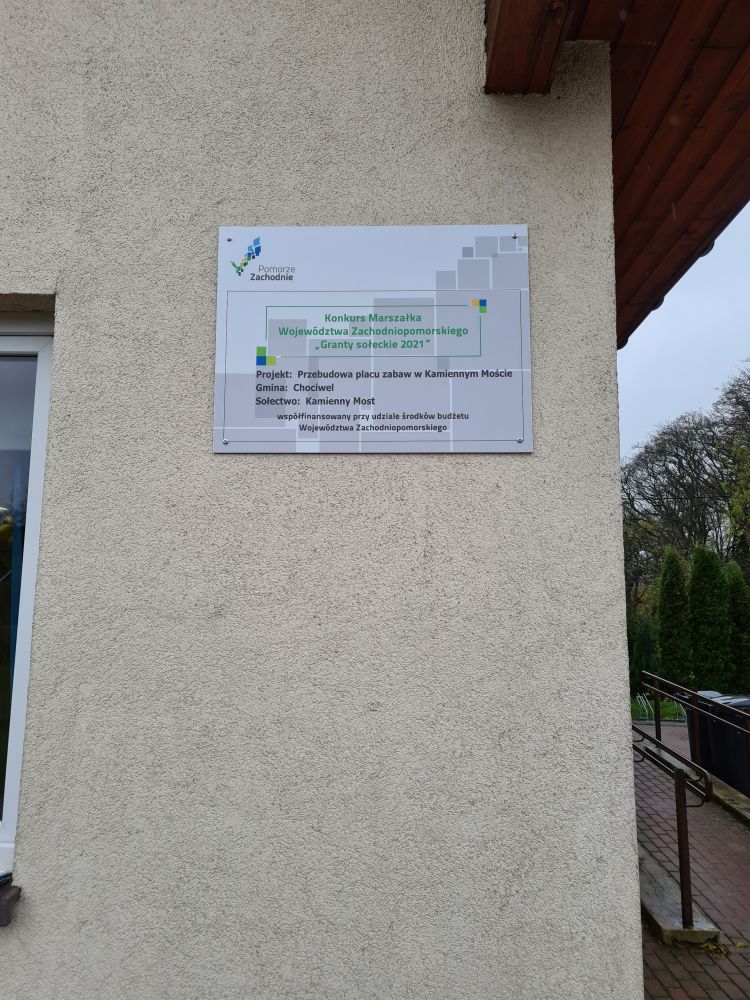 Pomorze
Zachodnie
Konkurs Marszałka
Województwa Zachodniopomorskiego
„Granty sołeckie 2021”
Projekt: Przebudowa placu zabaw w Kamiennym Moście
Gmina: Chociwel
Sołectwo: Kamienny Most
współfinansowany przy udziale środków budżetu
Województwa Zachodniopomorskiego